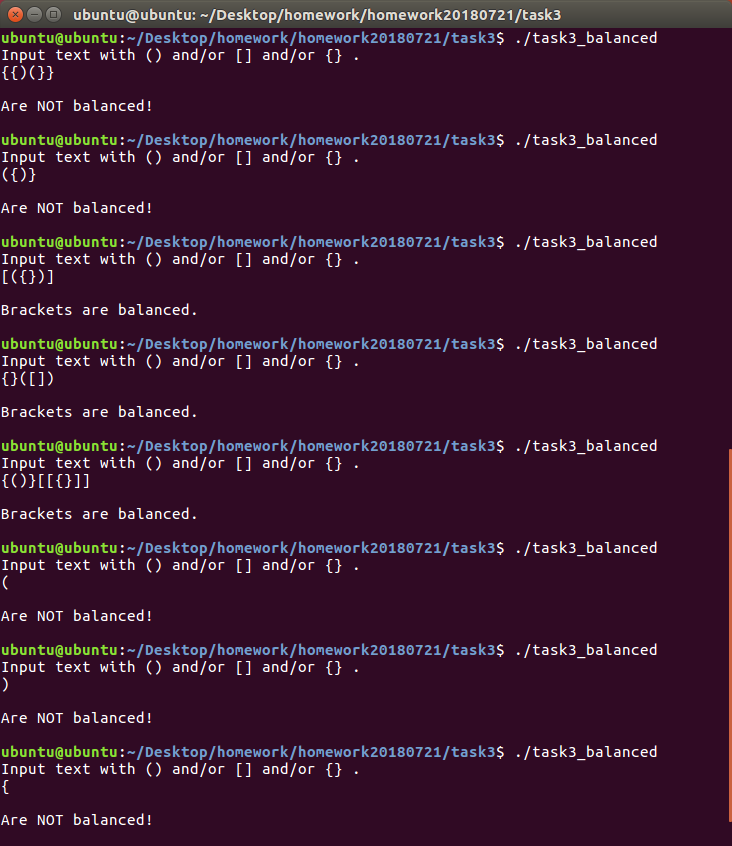 ubuntu@ubuntu: ~/Desktop/homework/homework20180721/task3
ubuntu@ubuntu:~/Desktop/homework/homework20180721/task3$ ./task3_balanced
Input text with () and/or [] and/or {} .
{{)(}}
Are NOT balanced!
ubuntu@ubuntu:~/Desktop/homework/homework20180721/task3$ ./task3_balanced
Input text with () and/or [] and/or {} .
({)}
Are NOT balanced!
ubuntu@ubuntu:~/Desktop/homework/homework20180721/task3$ ./task3_balanced
Input text with () and/or [] and/or {} .
[({})]
Brackets are balanced.
ubuntu@ubuntu:~/Desktop/homework/homework20180721/task3$ ./task3_balanced
Input text with () and/or [] and/or {} .
{}([])
Brackets are balanced.
ubuntu@ubuntu:~/Desktop/homework/homework20180721/task3$ ./task3_balanced
Input text with () and/or [] and/or {} .
{()}[[{}]]
Brackets are balanced.
ubuntu@ubuntu:~/Desktop/homework/homework20180721/task3$ ./task3_balanced
Input text with () and/or [] and/or {} .
(
Are NOT balanced!
ubuntu@ubuntu:~/Desktop/homework/homework20180721/task3$ ./task3_balanced
Input text with () and/or [] and/or {} .
)
Are NOT balanced!
ubuntu@ubuntu:~/Desktop/homework/homework20180721/task3$ ./task3_balanced
Input text with () and/or [] and/or {} .
{
Are NOT balanced!